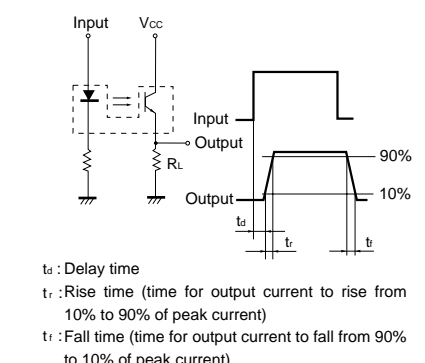 Input Vcc
Input
Output
RL
90%
Output
10%
td
tr
tf
td : Delay time
tr : Rise time (time for output current to rise from
10% to 90% of peak current)
tf : Fall time (time for output current to fall from 90%
to 10% of peak current)